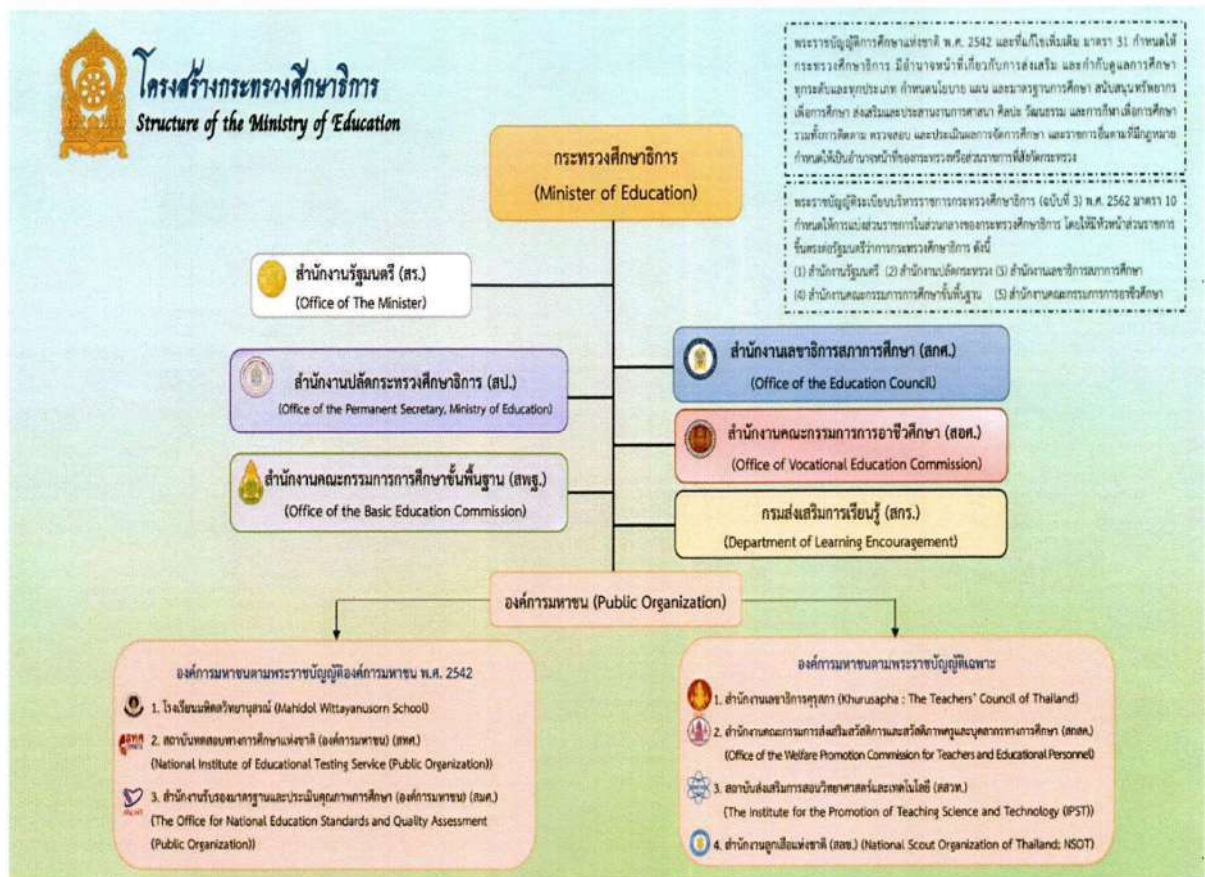 โครงสร้างกระทรวงศึกษาธิการ
Structure of the Ministry of Education
พระราชบัญญัติการศึกษาแห่งชาติ พ.ศ. 2542 และที่แก้ไขเพิ่มเติม มาตรา 31 กำหนดให้
กระทรวงศึกษาธิการ มีอำนาจหน้าที่เกี่ยวกับการส่งเสริม และกำกับดูแลการศึกษา
ทุกระดับและทุกประเภท กำหนดนโยบาย แผน และมาตรฐานการศึกษา สนับสนุนทรัพยากร
เพื่อการศึกษา ส่งเสริมและประสานงานการศาสนา ศิลปะ วัฒนธรรม และการกีฬาเพื่อการศึกษา
รวมทั้งการติดตาม ตรวจสอบ และประเมินผลการจัดการศึกษา และราชการอื่นตามที่มีกฎหมาย
กำหนดให้เป็นอำนาจหน้าที่ของกระทรวงหรือส่วนราชการที่สังกัดกระทรวง
พระราชบัญญัติระเบียบบริหารราชการกระทรวงศึกษาธิการ (ฉบับที่ 3) พ.ศ. 2562 มาตรา 10
กำหนดให้การแบ่งส่วนราชการในส่วนกลางของกระทรวงศึกษาธิการ โดยให้มีหัวหน้าส่วนราชการ
ขึ้นตรงต่อรัฐมนตรีว่าการกระทรวงศึกษาธิการ ดังนี้
(1) สำนักงานรัฐมนตรี (2) สำนักงานปลัดกระทรวง (3) สำนักงานเลขาธิการสภาการศึกษา
(4) สำนักงานคณะกรรมการการศึกษาขั้นพื้นฐาน (5) สำนักงานคณะกรรมการการอาชีวศึกษา
กระทรวงศึกษาธิการ
(Minister of Education)
สำนักงานรัฐมนตรี (สร.)
(Office of The Minister)
สำนักงานปลัดกระทรวงศึกษาธิการ (สป.)
(Office of the Permanent Secretary, Ministry of Education)
สำนักงานคณะกรรมการการศึกษาขั้นพื้นฐาน (สพฐ.)
(Office of the Basic Education Commission)
สำนักงานเลขาธิการสภาการศึกษา (สกศ.)
(Office of the Education Council)
สำนักงานคณะกรรมการการอาชีวศึกษา (สอศ.)
(Office of Vocational Education Commission)
กรมส่งเสริมการเรียนรู้ (สกร.)
(Department of Learning Encouragement)
องค์การมหาชน (Public Organization)
องค์การมหาชนตามพระราชบัญญัติองค์การมหาชน พ.ศ. 2542
1. โรงเรียนมหิดลวิทยานุสรณ์ (Mahidol Wittayanusorn School)
2. สถาบันทดสอบทางการศึกษาแห่งชาติ (องค์การมหาชน) (สทศ.)
(National Institute of Educational Testing Service (Public Organization))
3. สำนักงานรับรองมาตรฐานและประเมินคุณภาพการศึกษา (องค์การมหาชน) (สมศ.)
(The Office for National Education Standards and Quality Assessment
(Public Organization))
องค์การมหาชนตามพระราชบัญญัติเฉพาะ
1. สำนักงานเลขาธิการคุรุสภา (Khurusapha : The Teachers' Council of Thailand)
2. สำนักงานคณะกรรมการส่งเสริมสวัสดิการและสวัสดิภาพครูและบุคลากรทางการศึกษา (สกสค.)
(Office of the Welfare Promotion Commission for Teachers and Educational Personnel)
3. สถาบันส่งเสริมการสอนวิทยาศาสตร์และเทคโนโลยี (สสวท.)
(The Institute for the Promotion of Teaching Science and Technology (IPST))
4. สำนักงานลูกเสือแห่งชาติ (สลช.) (National Scout Organization of Thailand; NSOT)